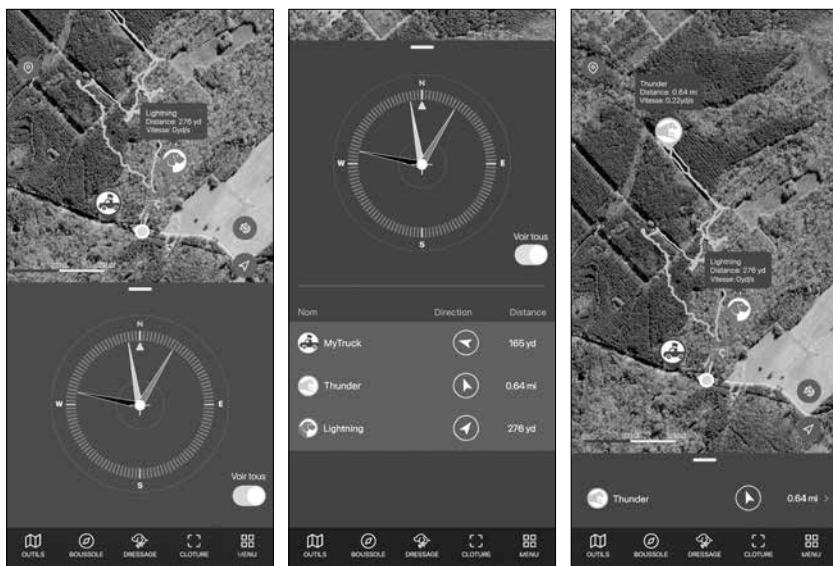 Lightning
Distance: 276 yd
Vitesse: 0yd/s
N
W
E
S
Voir tous
OUTILS
BOUSSOLE
DRESSAGE
CLOTURE
MENU
N
W
E
S
Voir tous
Nom Direction Distance
MyTruck 165 yd
Thunder 0.64 mi
Lightning 276 yd
OUTILS
BOUSSOLE
DRESSAGE
CLOTURE
MENU
Thunder
Distance: 0.64 mi
Vitesse: 0.22yd/s
Lightning
Distance: 276 yd
Vitesse: 0yd/s
Thunder 0.64 mi
OUTILS
BOUSSOLE
DRESSAGE
CLOTURE
MENU